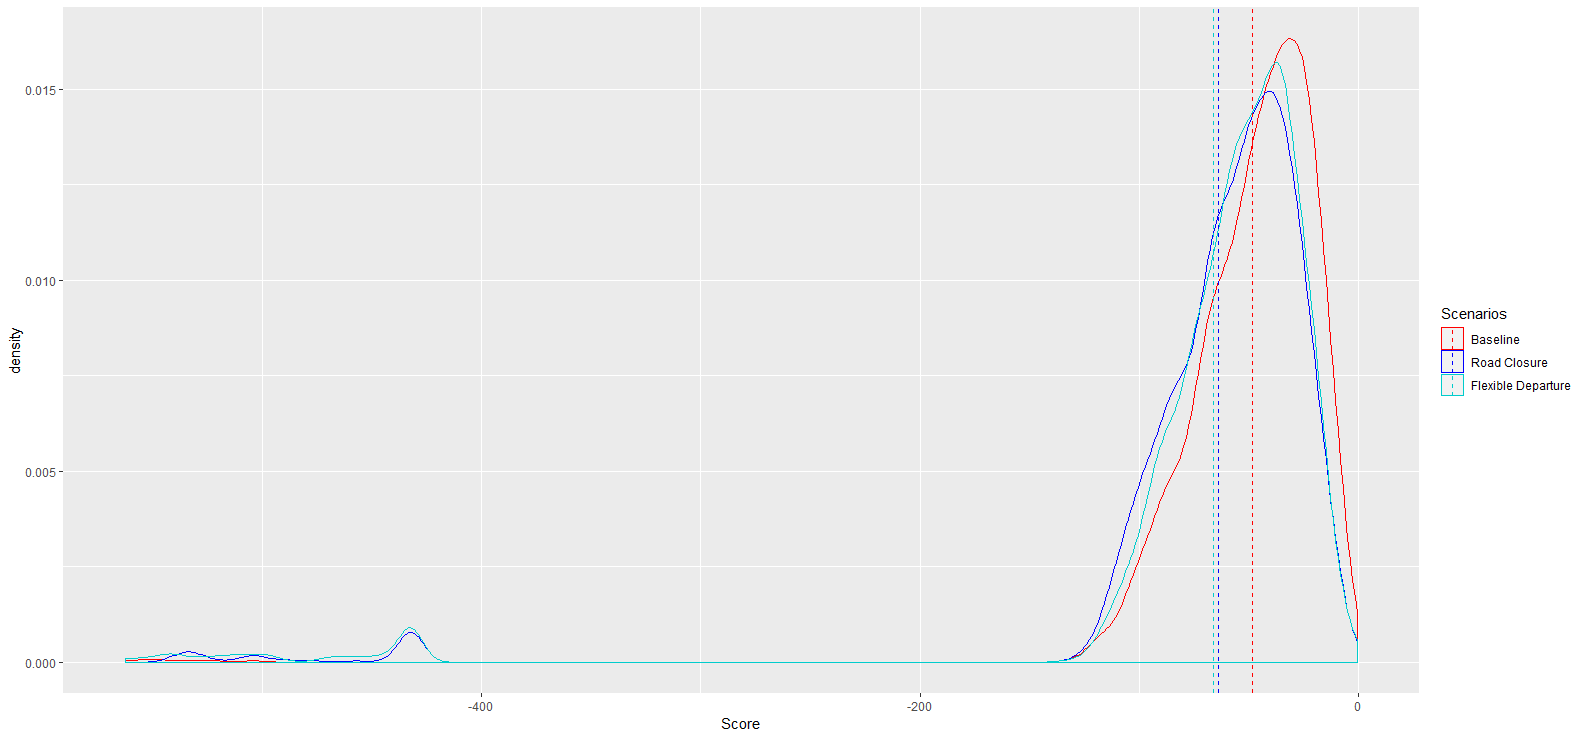 density
0.015
0.010
0.005
0.000
-400
-200
0
Score
Scenarios
Baseline
Road Closure
Flexible Departure